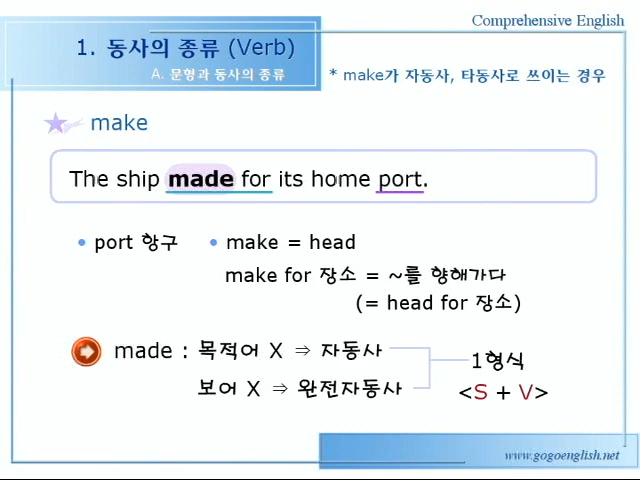 Comprehensive English
1. 동사의 종류 (Verb)
A. 문형과 동사의 종류
* make가 자동사, 타동사로 쓰이는 경우
make
The ship made for its home port.
• port 항구 • make = head
make for 장소 = ~를 향해가다
(= head for 장소)
made : 목적어 X ⇒ 자동사
보어 X ⇒ 완전자동사
1형식
<S + V>
www.gogoenglish.net